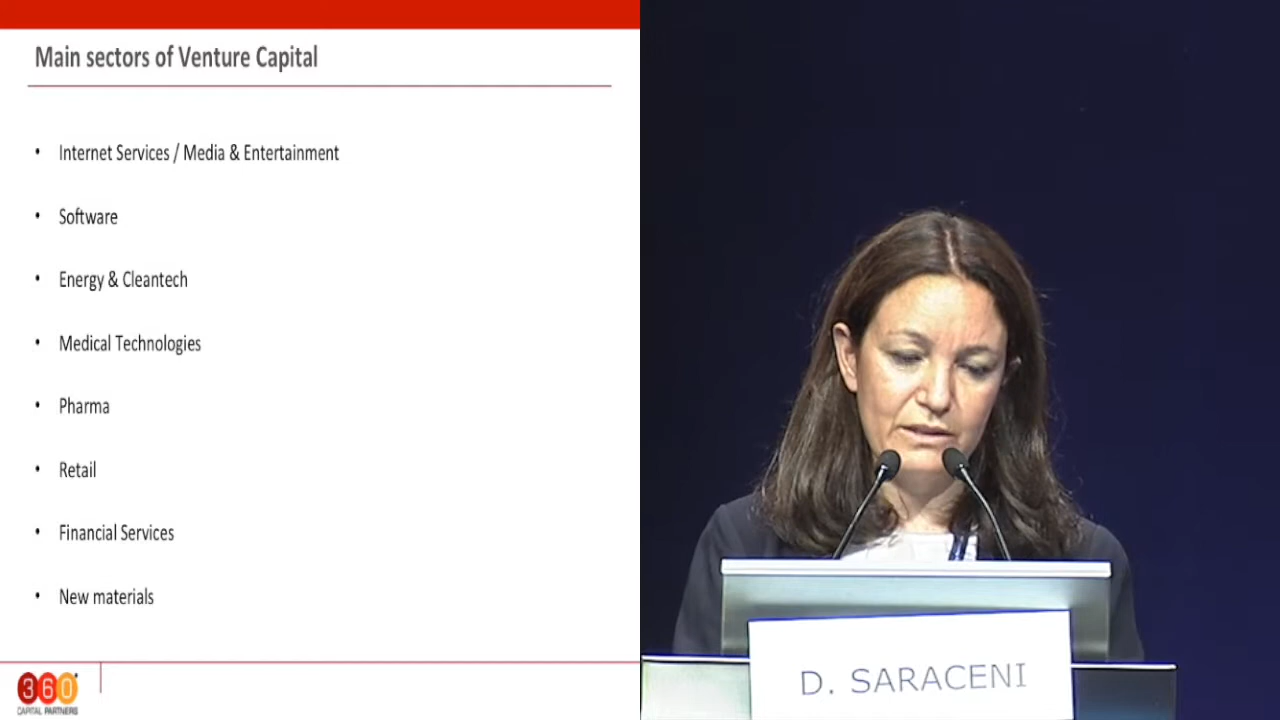 Main sectors of Venture Capital
• Internet Services / Media & Entertainment
• Software
• Energy & Cleantech
• Medical Technologies
• Pharma
• Retail
• Financial Services
• New materials
360
CAPITAL PARTNERS
D. SARACENI